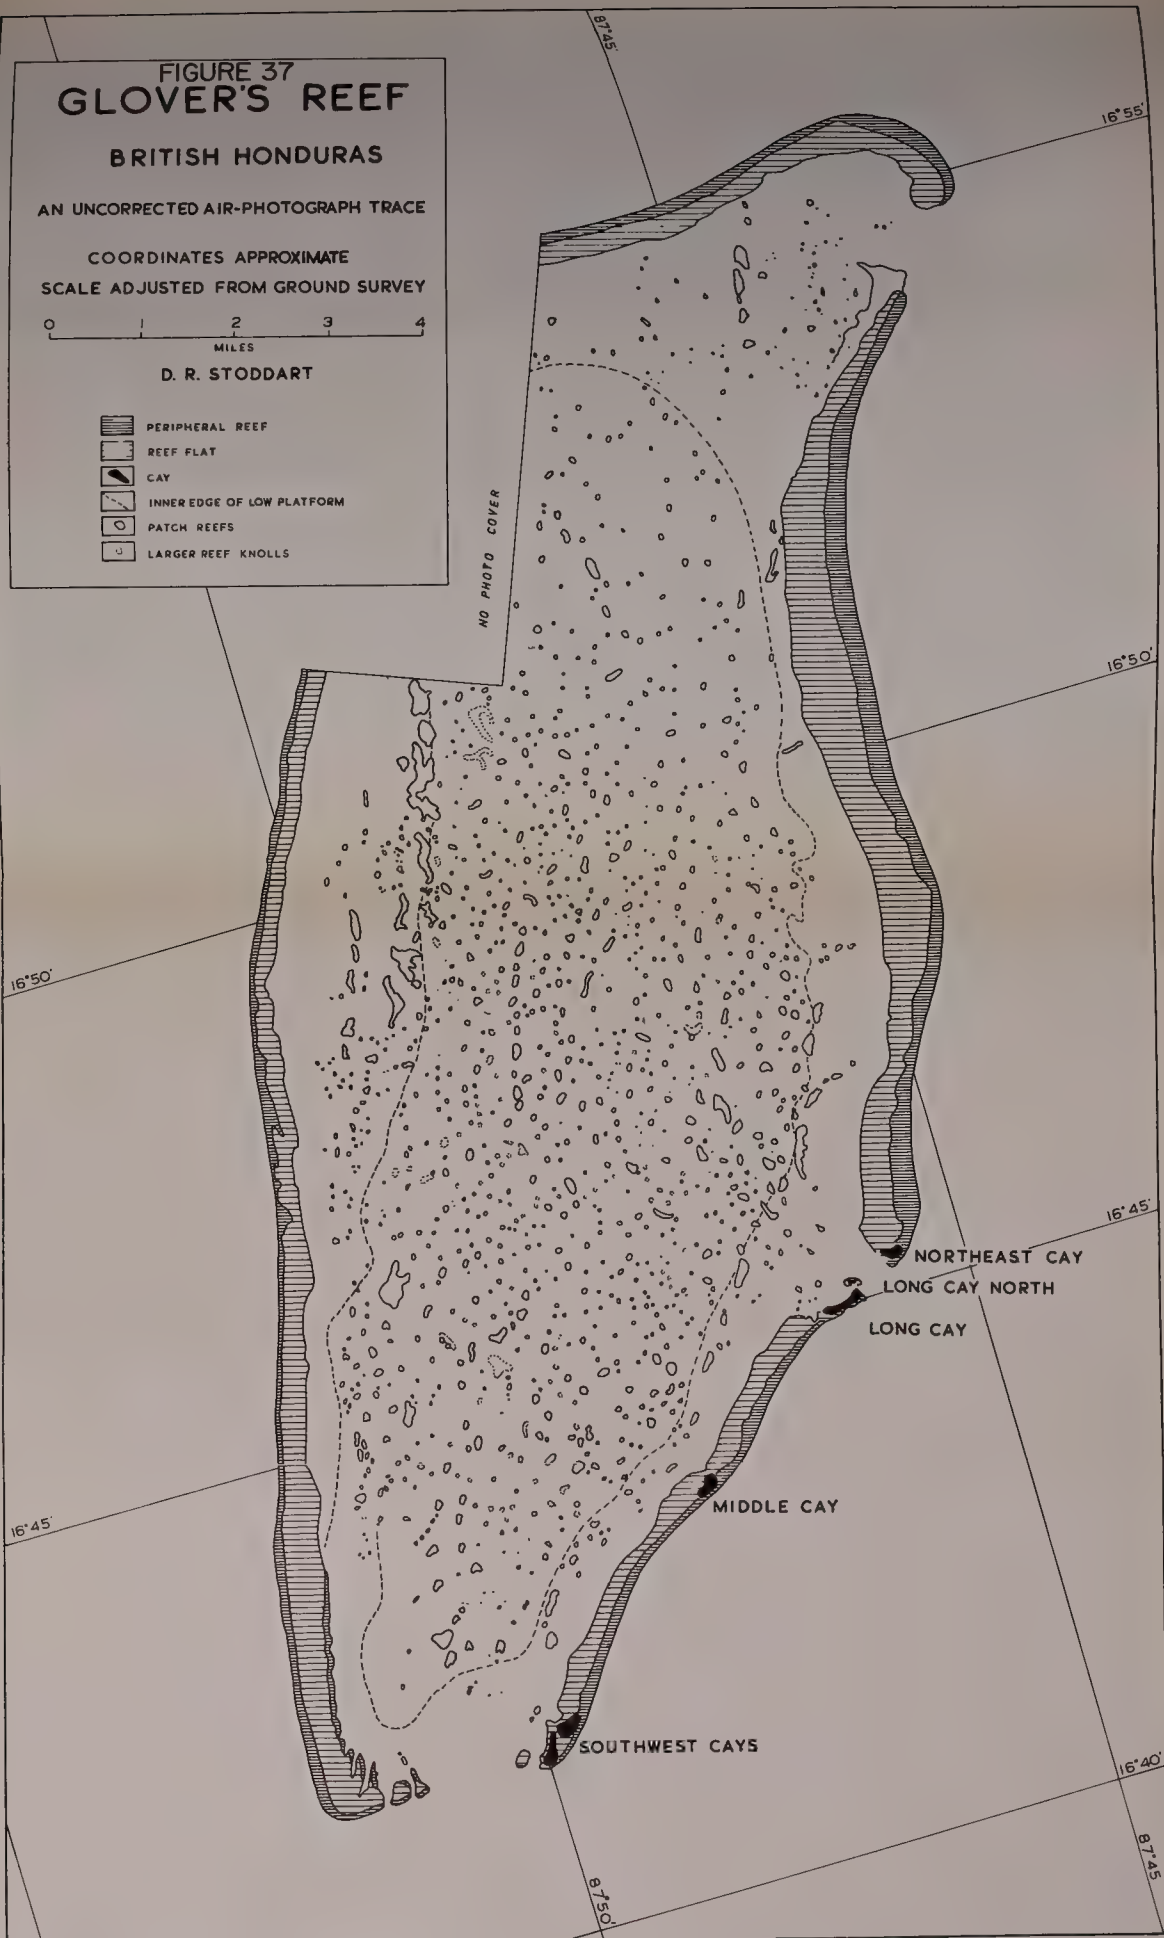 FIGURE 37
GLOVER'S REEF
BRITISH HONDURAS
AN UNCORRECTED AIR-PHOTOGRAPH TRACE
COORDINATES APPROXIMATE
SCALE ADJUSTED FROM GROUND SURVEY
0 1 2 3 4
MILES
D. R. STODDART
PERIPHERAL REEF
REEF FLAT
CAY
INNER EDGE OF LOW PLATFORM
PATCH REEFS
LARGER REEF KNOLLS
87°45'
16°55'
NO PHOTO COVER
16°50'
16°50'
16°45'
NORTHEAST CAY
LONG CAY NORTH
LONG CAY
MIDDLE CAY
16°45'
SOUTHWEST CAYS
16°40'
87°45
87°50'